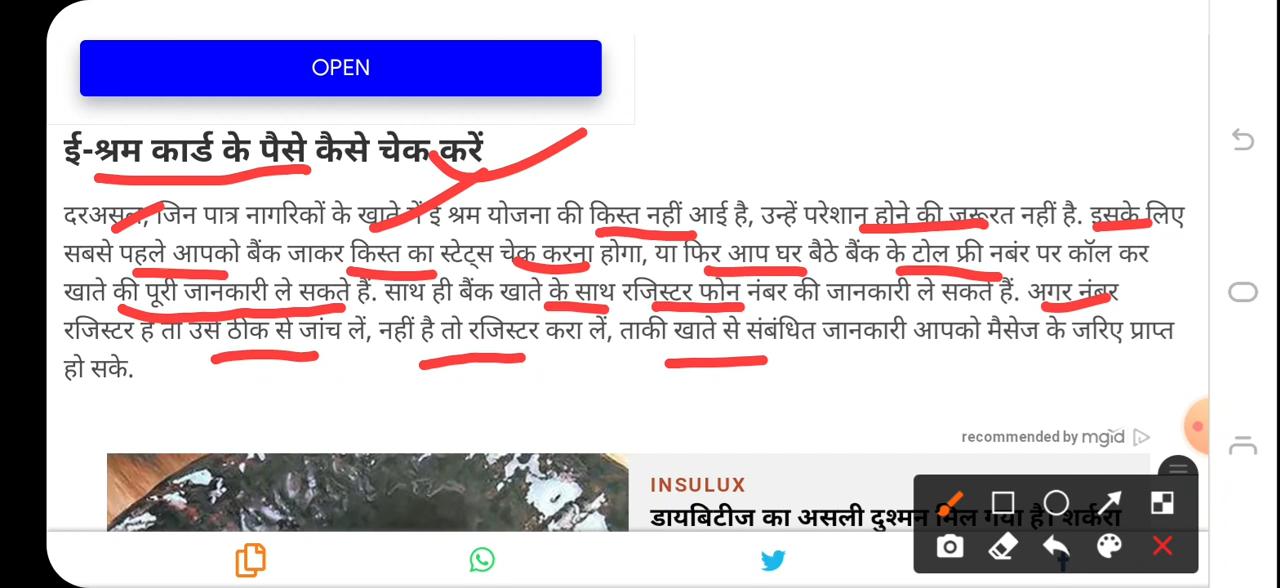 OPEN
ई-श्रम कार्ड के पैसे कैसे चेक करें
दरअसल, जिन पात्र नागरिकों के खाते में ई श्रम योजना की किस्त नहीं आई है, उन्हें परेशान होने की जरूरत नहीं है. इसके लिए
सबसे पहले आपको बैंक जाकर किस्त का स्टेट्स चेक करना होगा, या फिर आप घर बैठे बैंक के टोल फ्री नबंर पर कॉल कर
खाते की पूरी जानकारी ले सकते हैं. साथ ही बैंक खाते के साथ रजिस्टर फोन नंबर की जानकारी ले सकते हैं. अगर नंबर
रजिस्टर है तो उसे ठीक से जांच लें, नहीं है तो रजिस्टर करा लें, ताकी खाते से संबंधित जानकारी आपको मैसेज के जरिए प्राप्त
हो सके.
recommended by mgid
INSULUX
डायबिटीज का असली दुश्मन मिल गया है। शर्करा